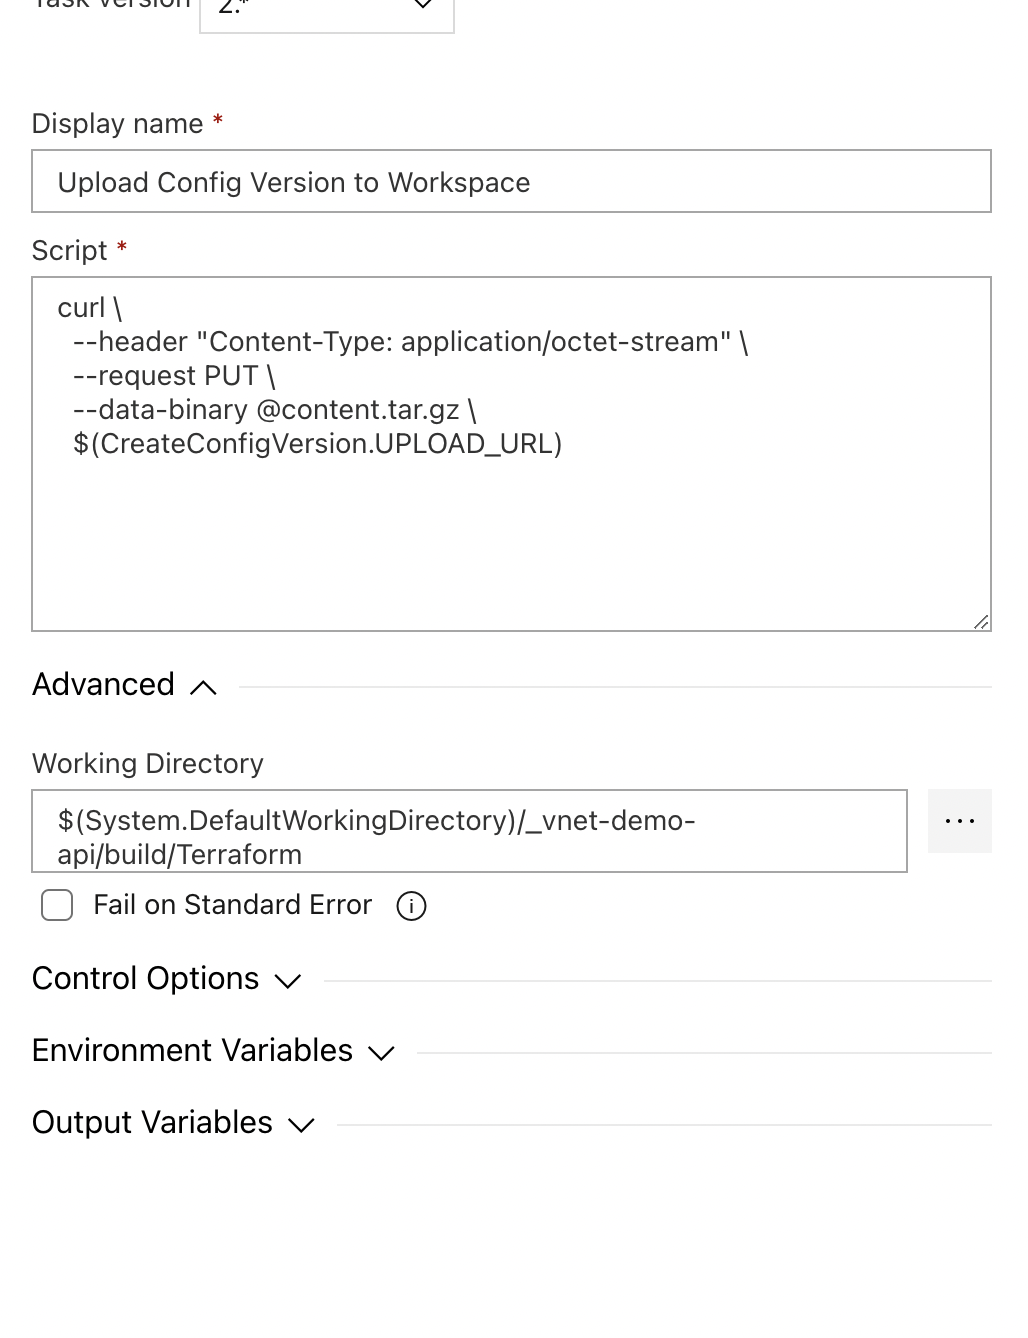 Task version 2.*
Display name *
Upload Config Version to Workspace
Script *
curl \
--header "Content-Type: application/octet-stream" \
--request PUT \
--data-binary @content.tar.gz \
$(CreateConfigVersion.UPLOAD_URL)
Advanced
Working Directory
$(System.DefaultWorkingDirectory)/_vnet-demo-
api/build/Terraform
...
Fail on Standard Error
Control Options
Environment Variables
Output Variables